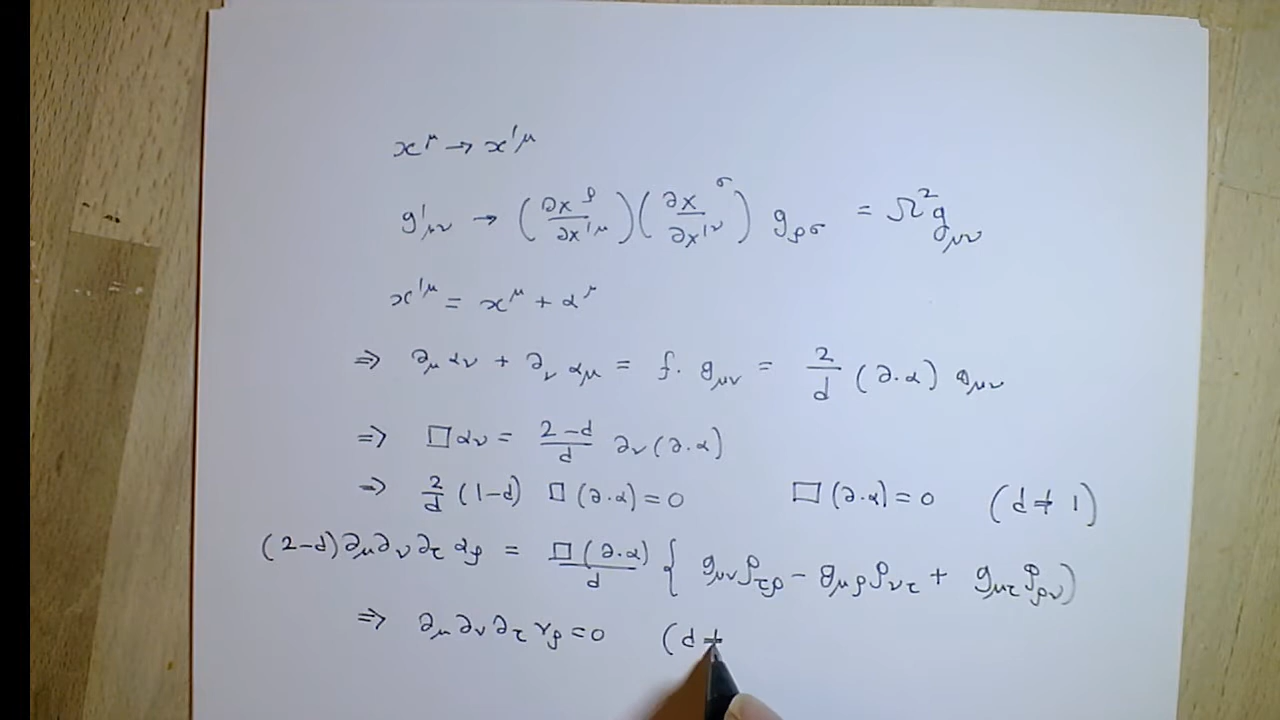 x^μ → x'^μ
g'_μν → (∂x^ρ/∂x'^μ)(∂x^σ/∂x'^ν) g_ρσ = Ω² g_μν
x'^μ = x^μ + α^μ
⇒ ∂_μ α_ν + ∂_ν α_μ = f. g_μν = 2/d (∂.α) g_μν
⇒ □α_ν = (2-d)/d ∂_ν(∂.α)
⇒ 2/d (1-d) □(∂.α) = 0 □(∂.α) = 0 (d ≠ 1)
(2-d)∂_μ∂_ν∂_τ α_ρ = □(∂.α)/d { g_μν g_τρ - g_μρ g_ντ + g_μτ g_ρν )
⇒ ∂_μ∂_ν∂_τ γ_ρ = 0 (d ≠